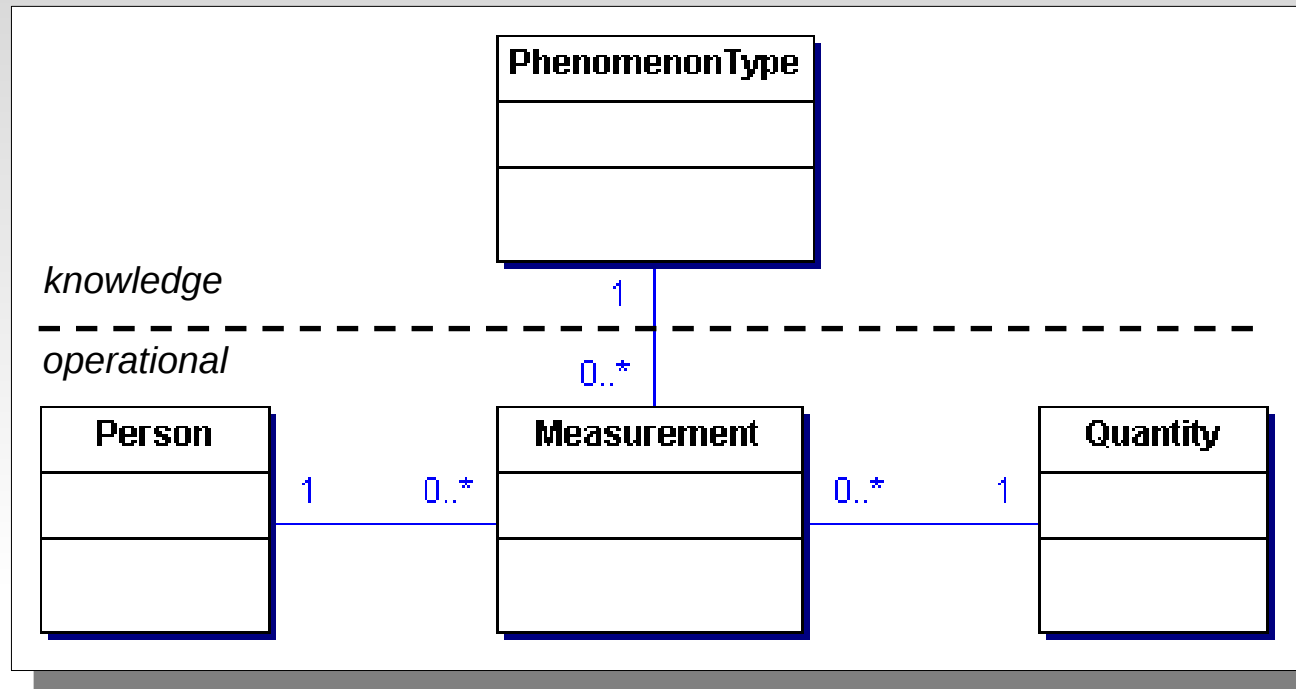 PhenomenonType
knowledge
1
operational
0..*
Person
Measurement
Quantity
1
0..*
0..*
1